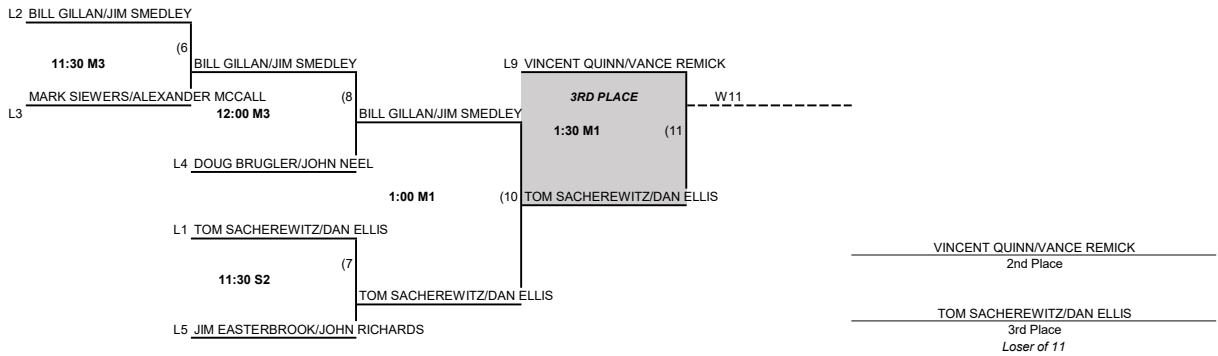 L2 BILL GILLAN/JIM SMEDLEY
(6
11:30 M3
BILL GILLAN/JIM SMEDLEY
L9 VINCENT QUINN/VANCE REMICK
MARK SIEWERS/ALEXANDER MCCALL
(8
3RD PLACE
W11
L3
12:00 M3
BILL GILLAN/JIM SMEDLEY
1:30 M1
(11
L4 DOUG BRUGLER/JOHN NEEL
1:00 M1
(10
TOM SACHEREWITZ/DAN ELLIS
L1 TOM SACHEREWITZ/DAN ELLIS
VINCENT QUINN/VANCE REMICK
2nd Place
(7
11:30 S2
TOM SACHEREWITZ/DAN ELLIS
TOM SACHEREWITZ/DAN ELLIS
3rd Place
L5 JIM EASTERBROOK/JOHN RICHARDS
Loser of 11